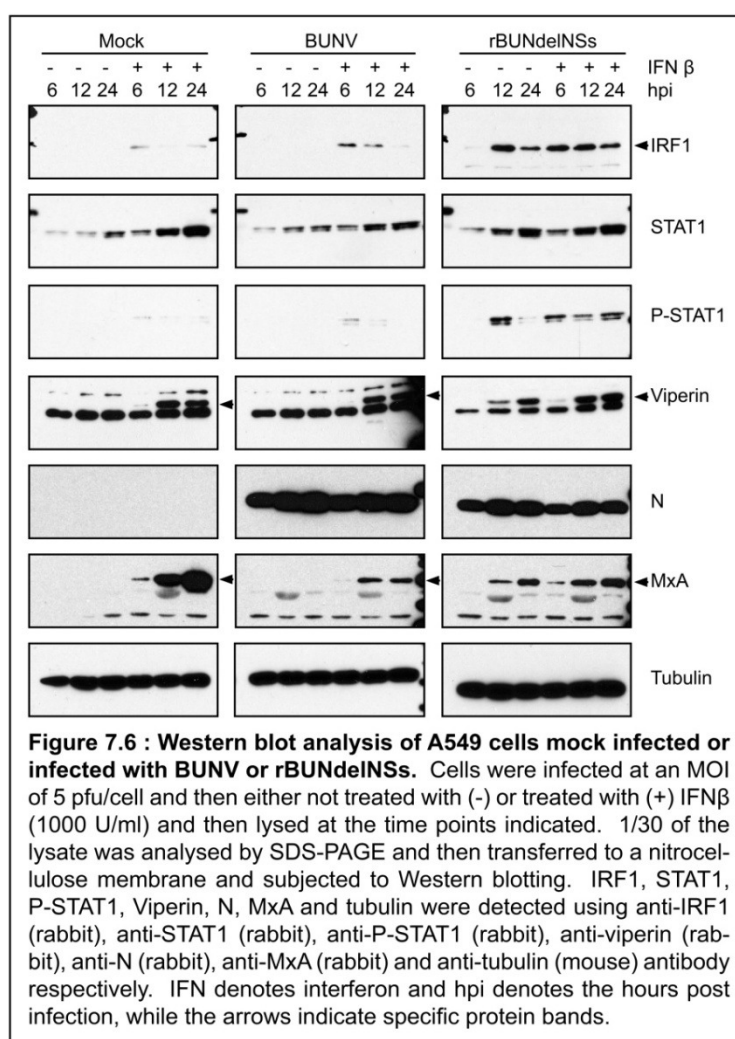 Mock BUNV rBUNdelNSs
- - - + + + - - - + + + - - - + + + IFN β
6 12 24 6 12 24 6 12 24 6 12 24 6 12 24 6 12 24 hpi
IRF1
STAT1
P-STAT1
Viperin
N
MxA
Tubulin
Figure 7.6 : Western blot analysis of A549 cells mock infected or
infected with BUNV or rBUNdelNSs. Cells were infected at an MOI
of 5 pfu/cell and then either not treated with (-) or treated with (+) IFNβ
(1000 U/ml) and then lysed at the time points indicated. 1/30 of the
lysate was analysed by SDS-PAGE and then transferred to a nitrocel-
lulose membrane and subjected to Western blotting. IRF1, STAT1,
P-STAT1, Viperin, N, MxA and tubulin were detected using anti-IRF1
(rabbit), anti-STAT1 (rabbit), anti-P-STAT1 (rabbit), anti-viperin (rab-
bit), anti-N (rabbit), anti-MxA (rabbit) and anti-tubulin (mouse) antibody
respectively. IFN denotes interferon and hpi denotes the hours post
infection, while the arrows indicate specific protein bands.